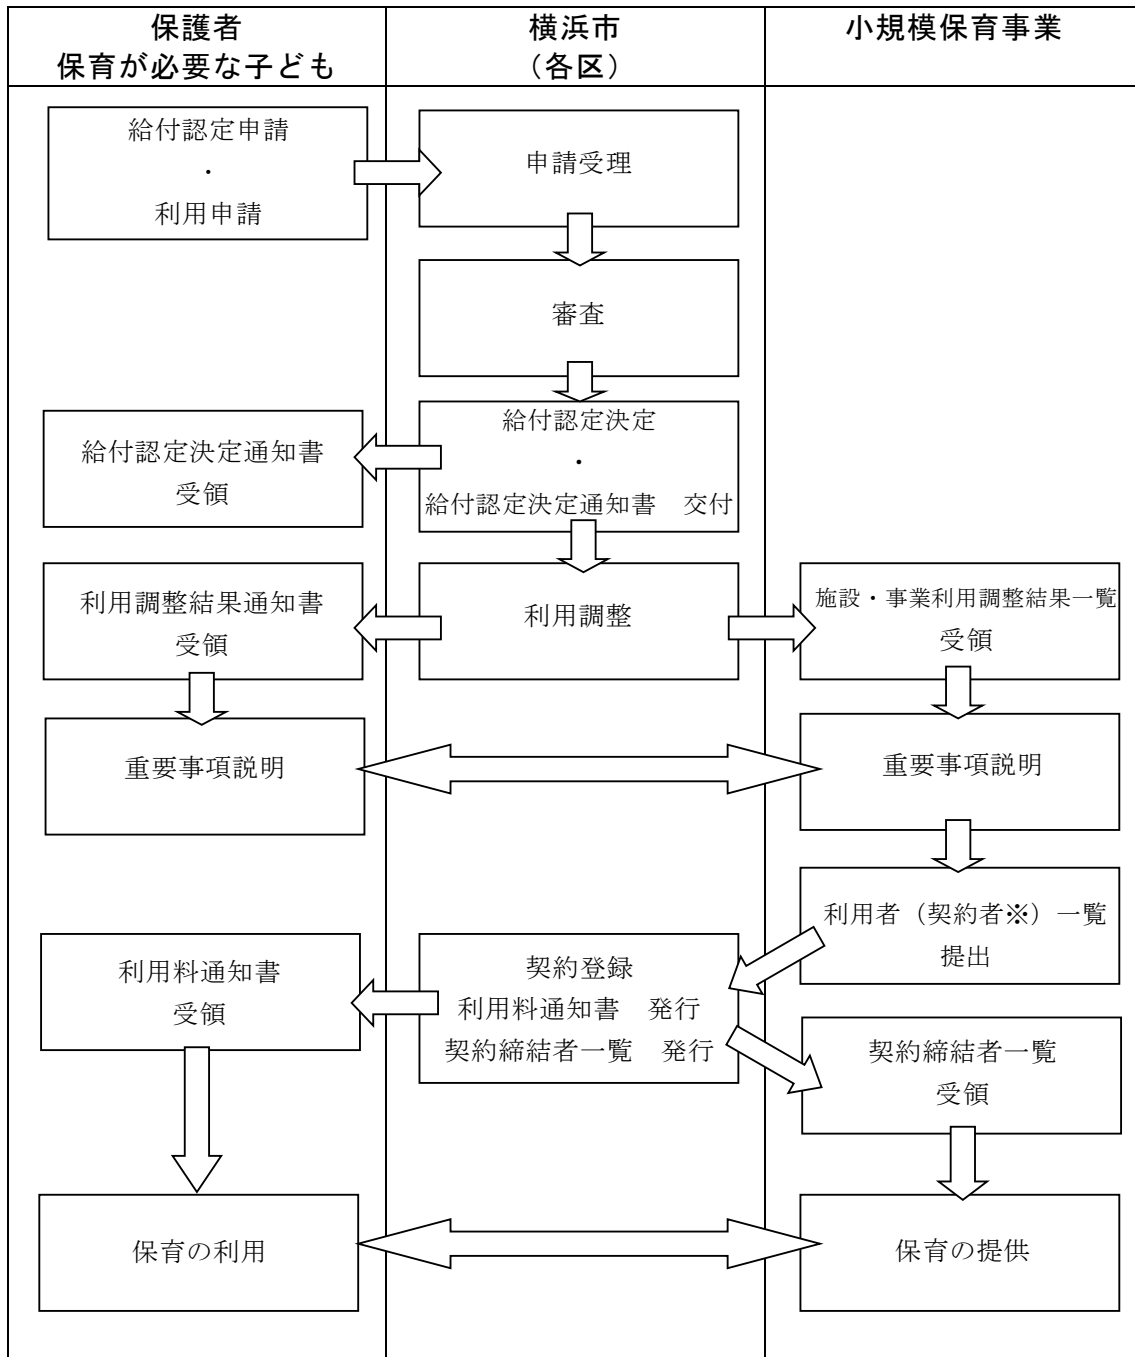 保護者
保育が必要な子ども
横浜市
(各区)
小規模保育事業
給付認定申請
・
利用申請
申請受理
審査
給付認定決定
・
給付認定決定通知書　交付
給付認定決定通知書
受領
利用調整結果通知書
受領
利用調整
施設・事業利用調整結果一覧
受領
重要事項説明
重要事項説明
利用者（契約者※）一覧
提出
利用料通知書
受領
契約登録
利用料通知書　発行
契約締結者一覧　発行
契約締結者一覧
受領
保育の利用
保育の提供